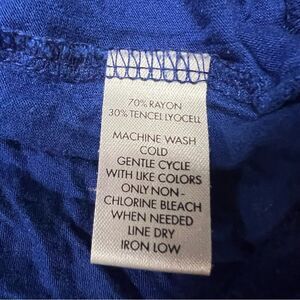 70% RAYON
30% TENCEL LYOCELL
MACHINE WASH
COLD
GENTLE CYCLE
WITH LIKE COLORS
ONLY NON-
CHLORINE BLEACH
WHEN NEEDED
LINE DRY
IRON LOW